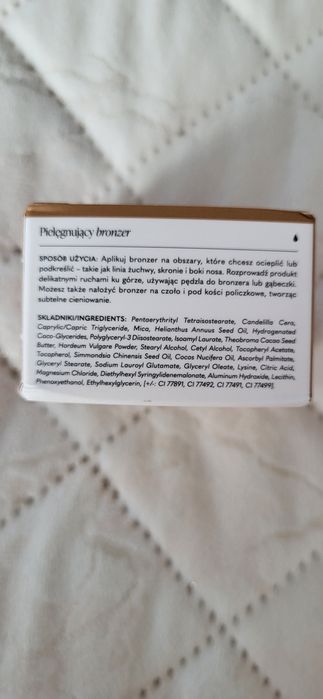 Pielęgnujący bronzer
SPOSÓB UŻYCIA: Aplikuj bronzer na obszary, które chcesz ocieplić lub
podkreślić – takie jak linia żuchwy, skronie i boki nosa. Rozprowadź produkt
delikatnymi ruchami ku górze, używając pędzla do bronzera lub gąbeczki.
Możesz także nałożyć bronzer na czoło i pod kości policzkowe, tworząc
subtelne cieniowanie.
SKŁADNIKI/INGREDIENTS: Pentaerythrityl Tetraisostearate, Candelilla Cera,
Caprylic/Capric Triglyceride, Mica, Helianthus Annuus Seed Oil, Hydrogenated
Coco-Glycerides, Polyglyceryl-3 Diisostearate, Isoamyl Laurate, Theobroma Cacao Seed
Butter, Hordeum Vulgare Powder, Stearyl Alcohol, Cetyl Alcohol, Tocopheryl Acetate,
Tocopherol, Simmondsia Chinensis Seed Oil, Cocos Nucifera Oil, Ascorbyl Palmitate,
Glyceryl Stearate, Sodium Lauroyl Glutamate, Glyceryl Oleate, Lysine, Citric Acid,
Magnesium Chloride, Diethylhexyl Syringylidenemalonate, Aluminum Hydroxide, Lecithin,
Phenoxyethanol, Ethylhexylglycerin, [+/-: CI 77891, CI 77492, CI 77491, CI 77499].